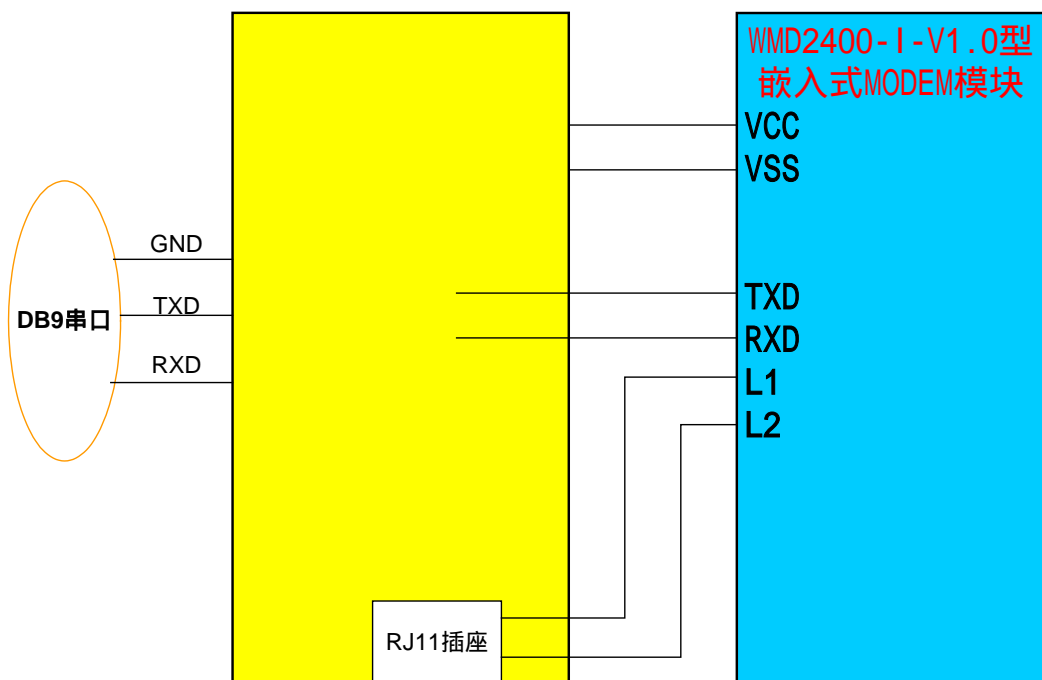 WMD2400-I-V1.0型
嵌入式MODEM模块
VCC
VSS
GND
TXD
RXD
DB9串口
TXD
RXD
L1
L2
RJ11插座